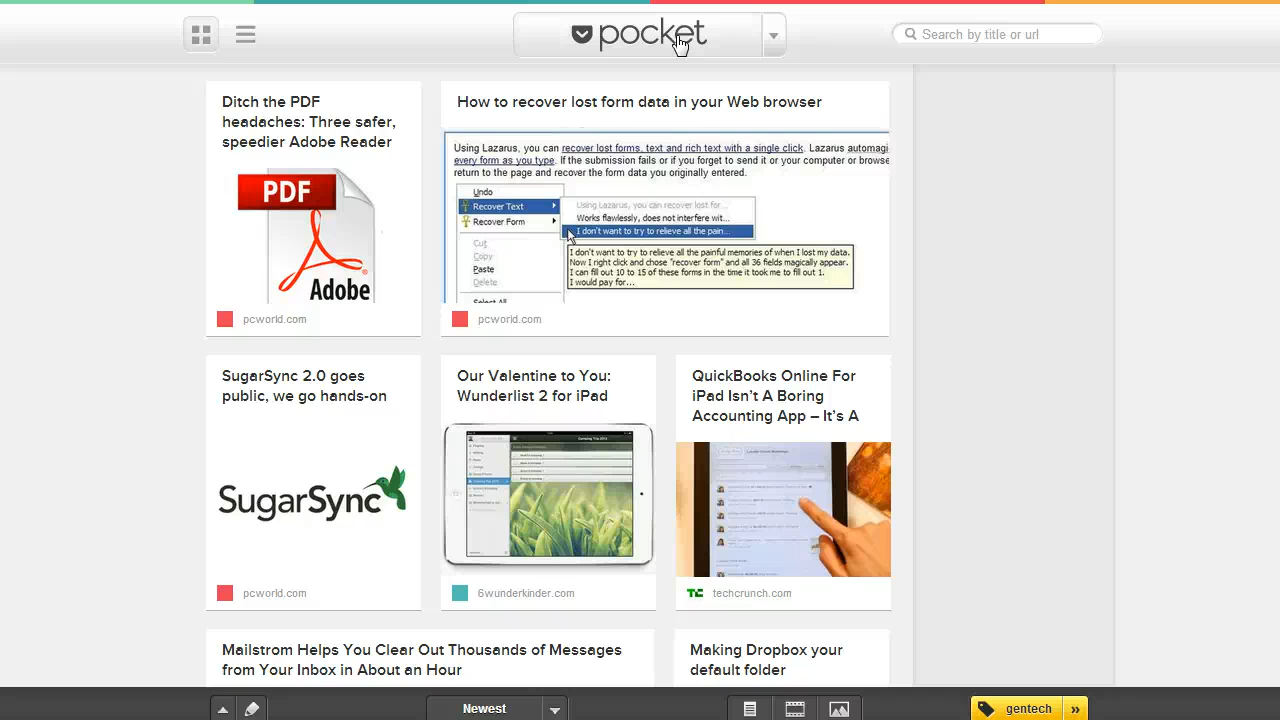 pocket
Search by title or url
Ditch the PDF
headaches: Three safer,
speedier Adobe Reader
PDF
Adobe
pcworld.com
How to recover lost form data in your Web browser
Using Lazarus, you can recover lost forms, text and rich text with a single click. Lazarus automagi
every form as you type. If the submission fails or if you forget to send it or your computer or browse
return to the page and recover the form data you originally entered.
Undo
Recover Text
Recover Form
Cut
Copy
Paste
Delete
Select All
Using Lazarus, you can recover lost for...
Works flawlessly, does not interfere wit...
I don't want to try to relieve all the pain...
I don't want to try to relieve all the painful memories of when I lost my data.
Now I right click and chose "recover form" and all 36 fields magically appear.
I can fill out 10 to 15 of these forms in the time it took me to fill out 1.
I would pay for...
pcworld.com
SugarSync 2.0 goes
public, we go hands-on
SugarSync
pcworld.com
Our Valentine to You:
Wunderlist 2 for iPad
6wunderkinder.com
QuickBooks Online For
iPad Isn't A Boring
Accounting App – It's A
TC techcrunch.com
Mailstrom Helps You Clear Out Thousands of Messages
from Your Inbox in About an Hour
Making Dropbox your
default folder
Newest
gentech
»